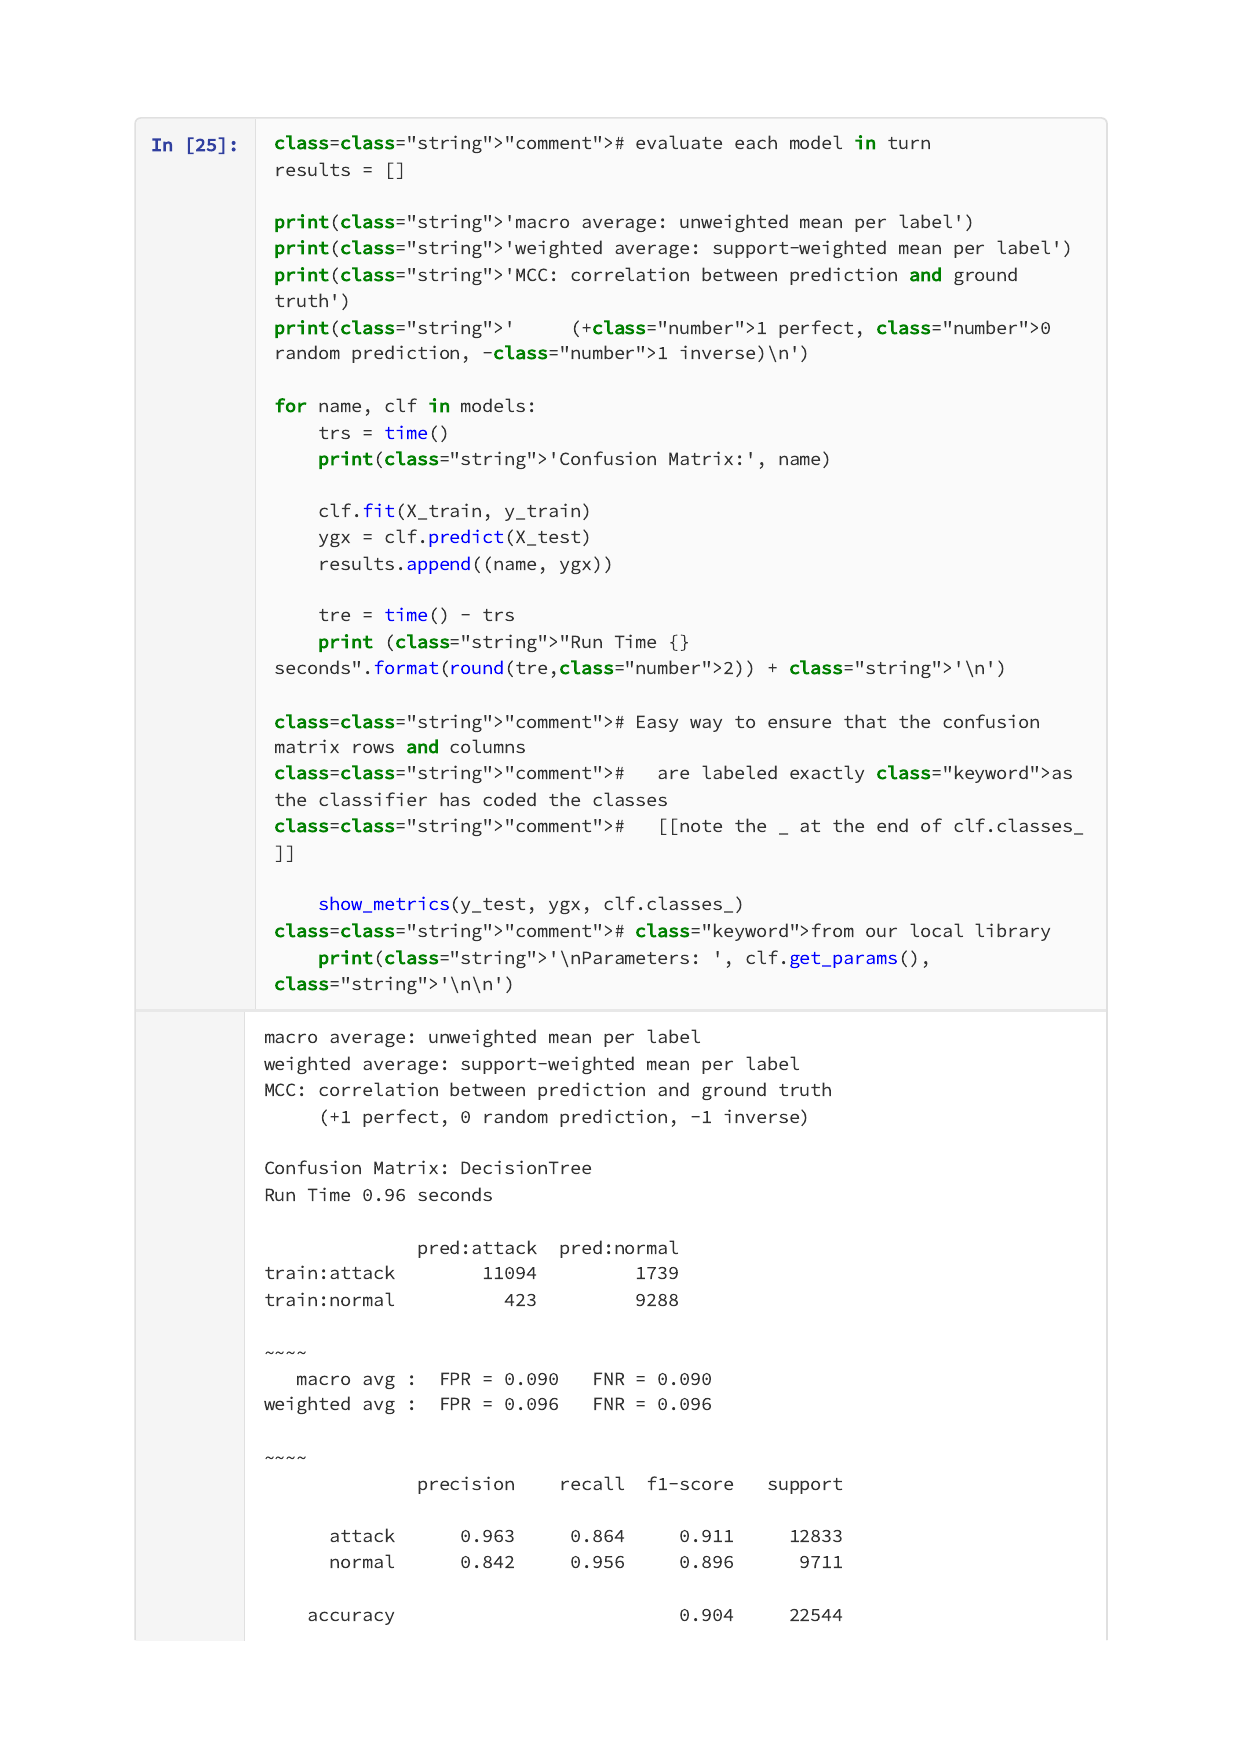 In [25]:
class=class="string">"comment"># evaluate each model in turn
results = []
print(class="string">'macro average: unweighted mean per label')
print(class="string">'weighted average: support-weighted mean per label')
print(class="string">'MCC: correlation between prediction and ground
truth')
print(class="string">'     (+class="number">1 perfect, class="number">0
random prediction, -class="number">1 inverse)\n')
for name, clf in models:
    trs = time()
    print(class="string">'Confusion Matrix:', name)
    clf.fit(X_train, y_train)
    ygx = clf.predict(X_test)
    results.append((name, ygx))
    tre = time() - trs
    print (class="string">"Run Time {}
seconds".format(round(tre,class="number">2)) + class="string">'\n')
class=class="string">"comment"># Easy way to ensure that the confusion
matrix rows and columns
class=class="string">"comment">#   are labeled exactly class="keyword">as
the classifier has coded the classes
class=class="string">"comment">#   [[note the _ at the end of clf.classes_
]]
    show_metrics(y_test, ygx, clf.classes_)
class=class="string">"comment"># class="keyword">from our local library
    print(class="string">'\nParameters: ', clf.get_params(),
class="string">'\n\n')
macro average: unweighted mean per label
weighted average: support-weighted mean per label
MCC: correlation between prediction and ground truth
     (+1 perfect, 0 random prediction, -1 inverse)
Confusion Matrix: DecisionTree
Run Time 0.96 seconds
              pred:attack  pred:normal
train:attack        11094         1739
train:normal          423         9288
~~~~
   macro avg :  FPR = 0.090   FNR = 0.090
weighted avg :  FPR = 0.096   FNR = 0.096
~~~~
              precision    recall  f1-score   support
      attack      0.963     0.864     0.911     12833
      normal      0.842     0.956     0.896      9711
    accuracy                          0.904     22544